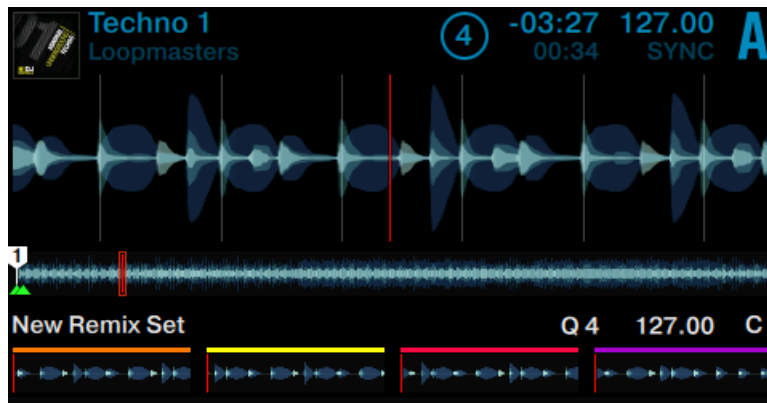 Techno 1
Loopmasters
4
-03:27 127.00
00:34 SYNC
A
1
New Remix Set Q 4 127.00 C